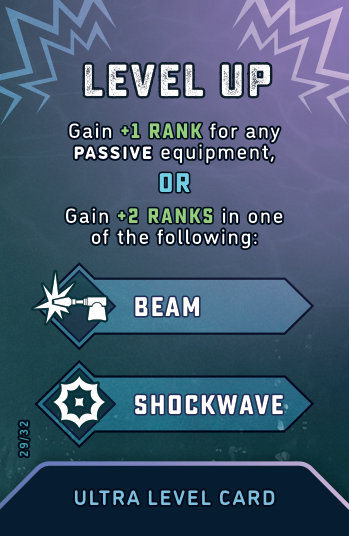 LEVEL UP
Gain +1 RANK for any
PASSIVE equipment,
OR
Gain +2 RANKS in one
of the following:
BEAM
SHOCKWAVE
29/32
ULTRA LEVEL CARD